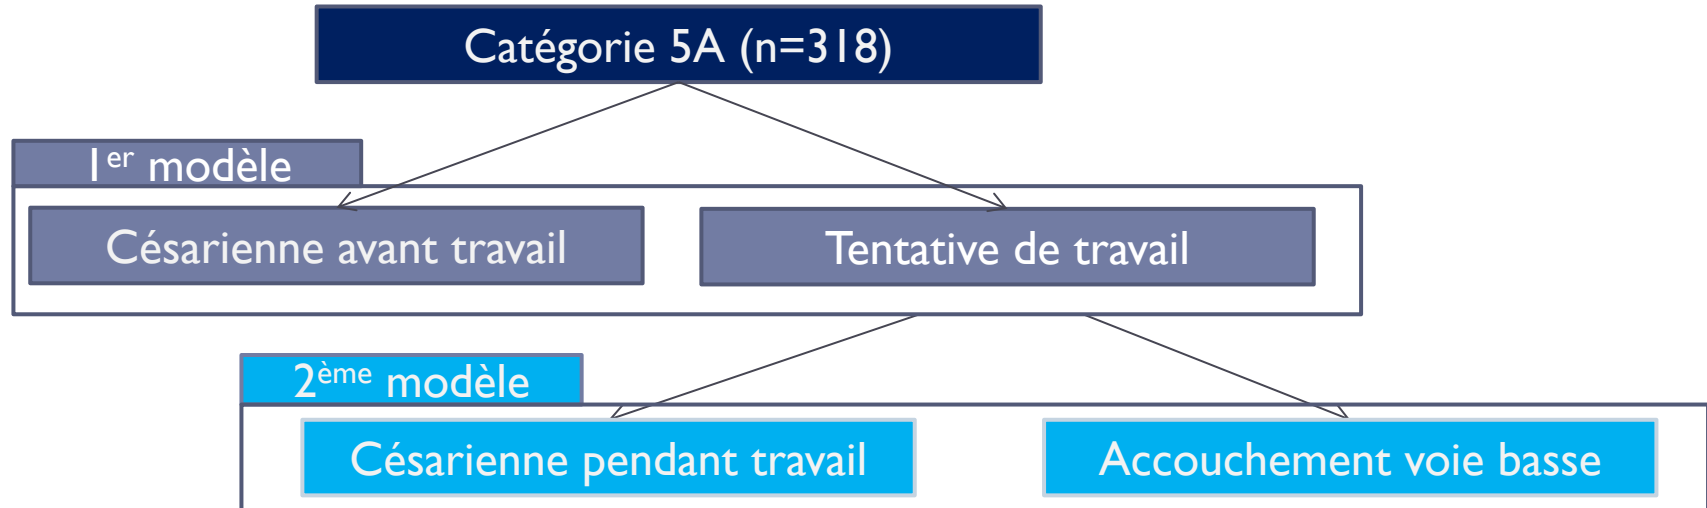 Catégorie 5A (n=318)
1er modèle
Césarienne avant travail
Tentative de travail
2ème modèle
Césarienne pendant travail
Accouchement voie basse